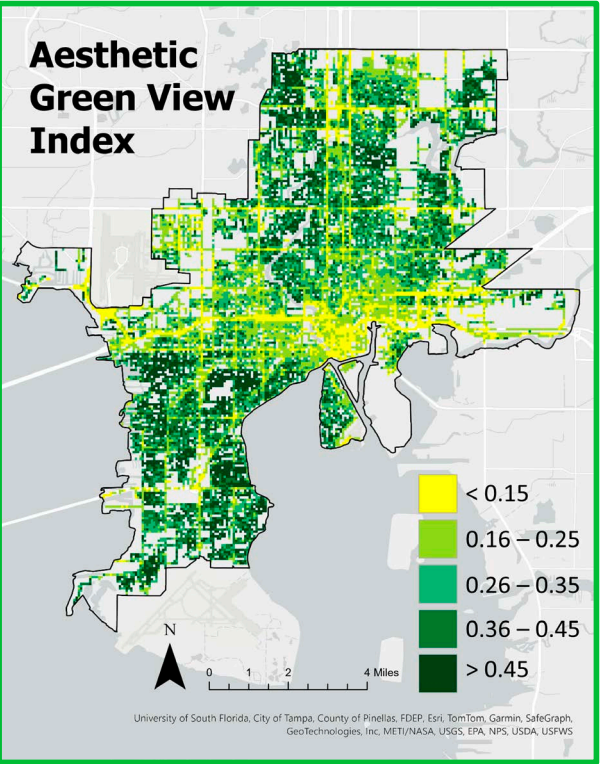 Aesthetic
Green View
Index
< 0.15
0.16 – 0.25
0.26 – 0.35
0.36 – 0.45
> 0.45
N
0 1 2 4 Miles
University of South Florida, City of Tampa, County of Pinellas, FDEP, Esri, TomTom, Garmin, SafeGraph,
GeoTechnologies, Inc, METI/NASA, USGS, EPA, NPS, USDA, USFWS